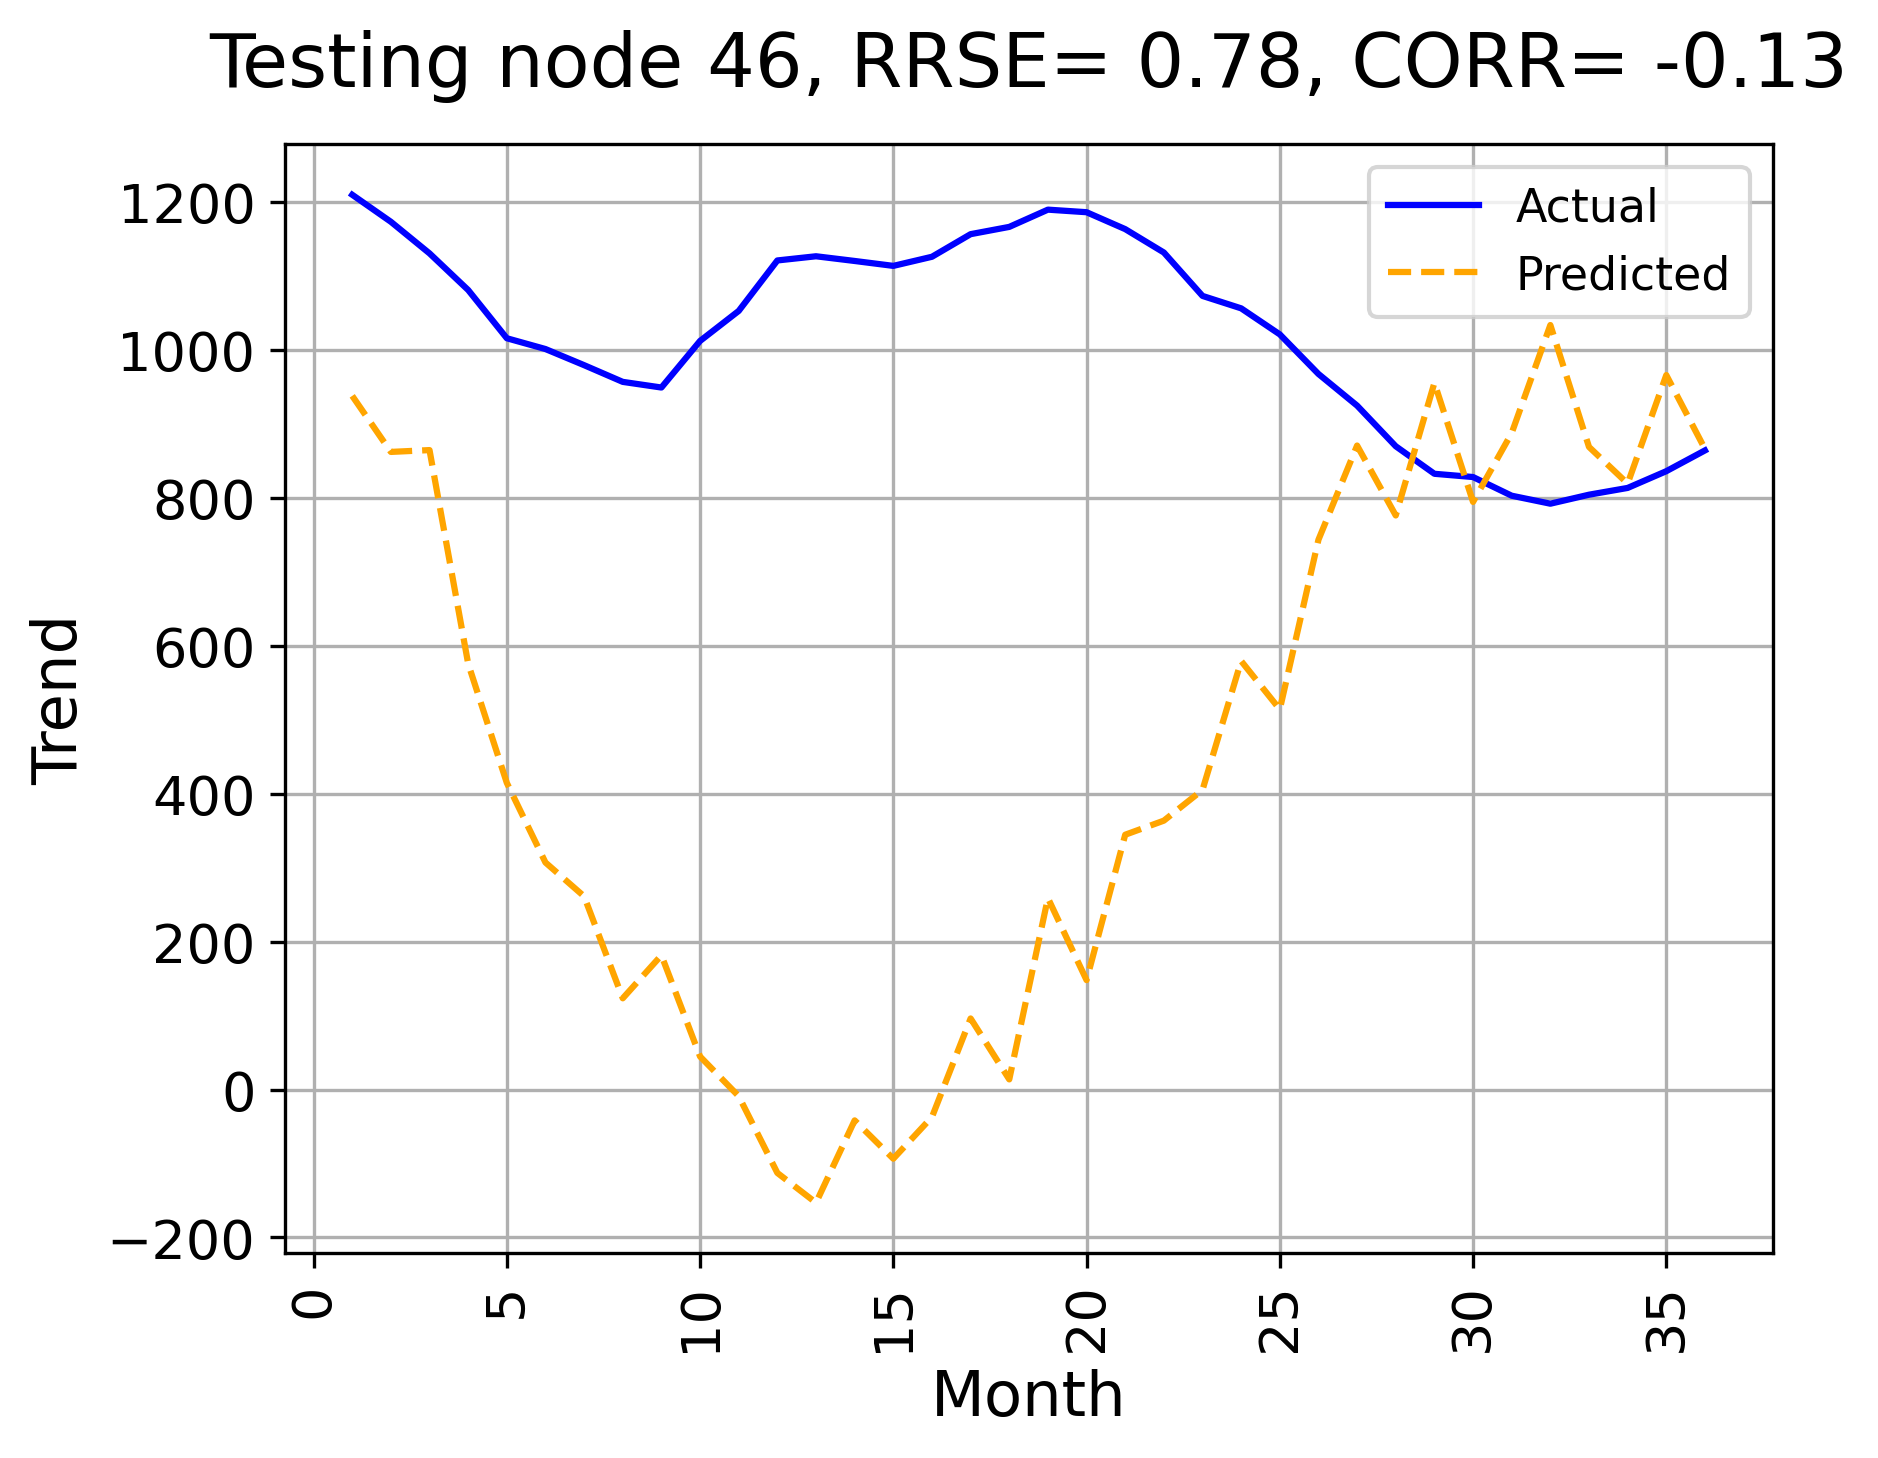 Testing node 46, RRSE= 0.78, CORR= -0.13
Actual
Predicted
1200
1000
800
600
400
200
0
−200
Trend
0 5 10 15 20 25 30 35
Month